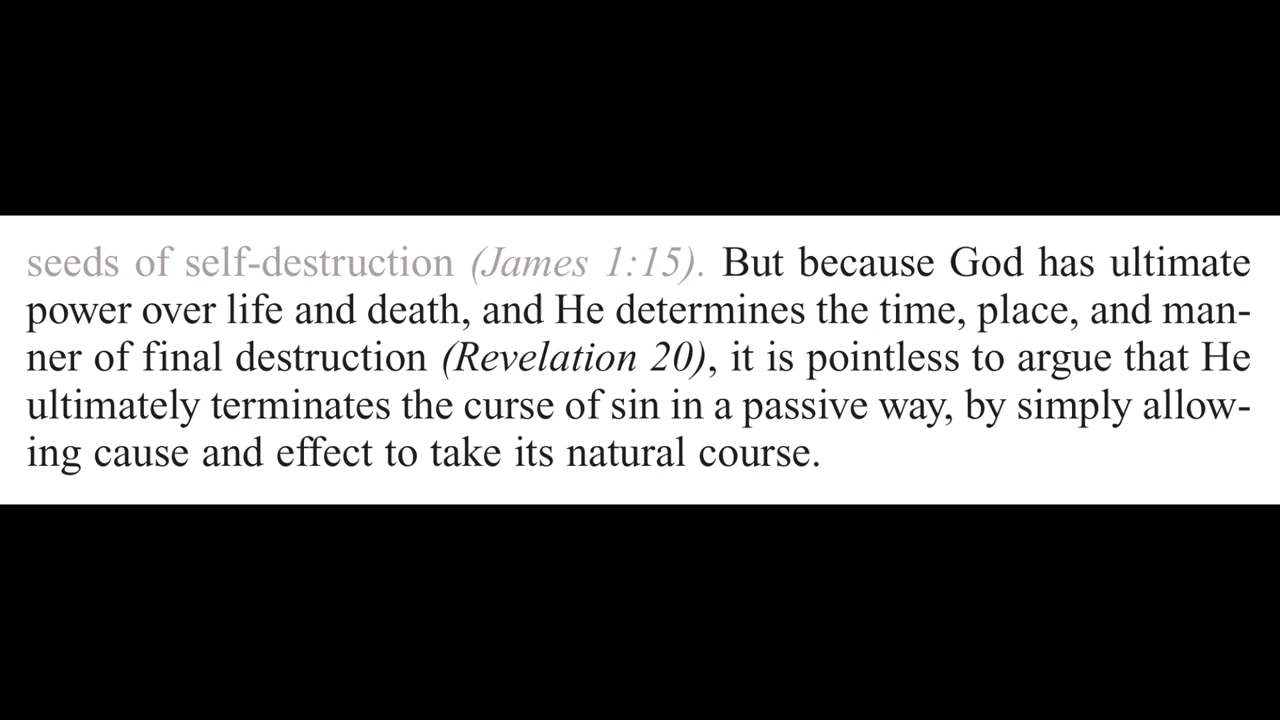 seeds of self-destruction (James 1:15). But because God has ultimate
power over life and death, and He determines the time, place, and man-
ner of final destruction (Revelation 20), it is pointless to argue that He
ultimately terminates the curse of sin in a passive way, by simply allow-
ing cause and effect to take its natural course.